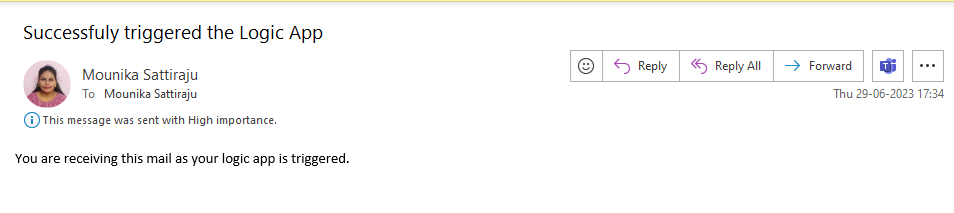 Successfuly triggered the Logic App
Mounika Sattiraju
To Mounika Sattiraju
Reply Reply All Forward
Thu 29-06-2023 17:34
This message was sent with High importance.
You are receiving this mail as your logic app is triggered.